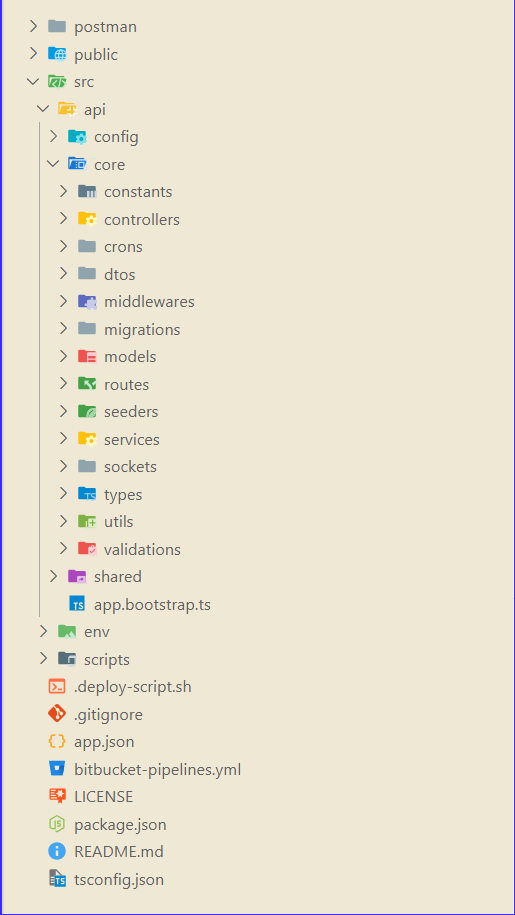 postman
public
src
api
config
core
constants
controllers
crons
dtos
middlewares
migrations
models
routes
seeders
services
sockets
types
utils
validations
shared
app.bootstrap.ts
env
scripts
.deploy-script.sh
.gitignore
app.json
bitbucket-pipelines.yml
LICENSE
package.json
README.md
tsconfig.json